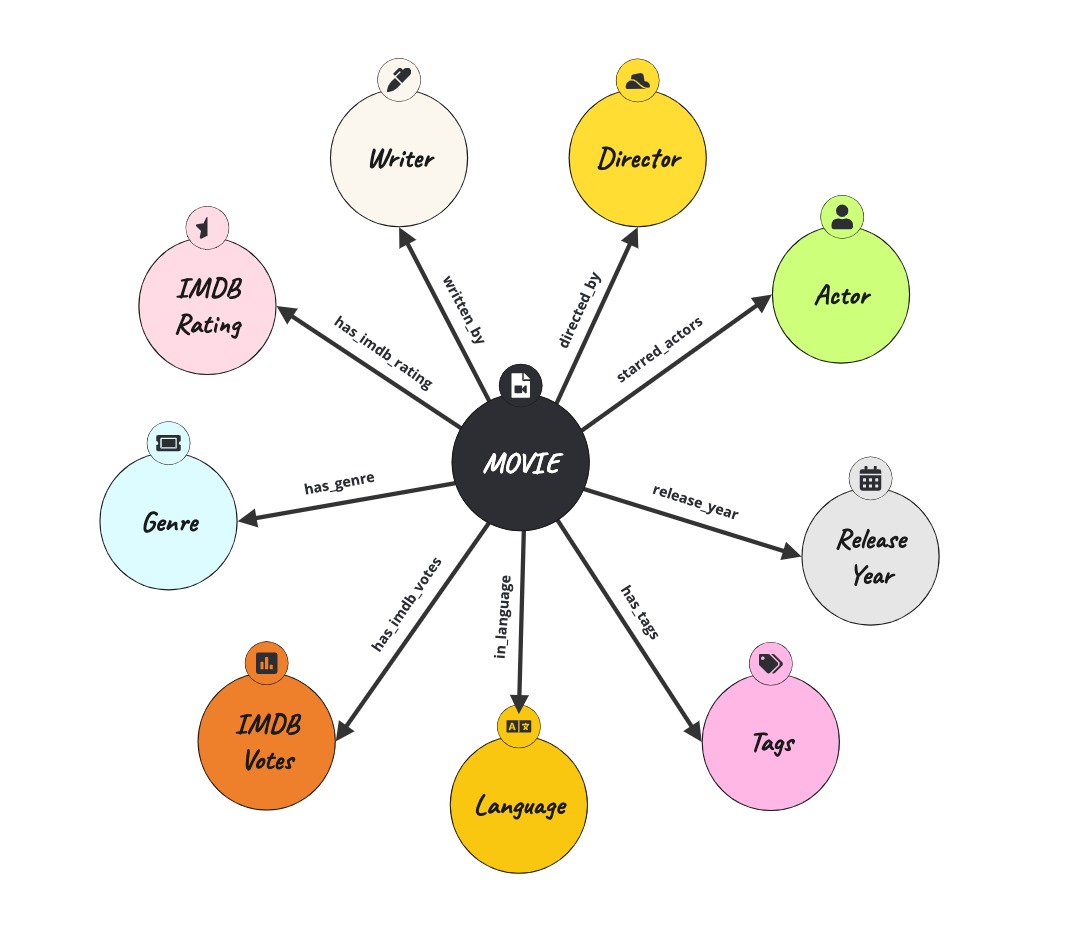 Writer
Director
IMDB
Rating
Actor
written_by
directed_by
has_imdb_rating
starred_actors
MOVIE
has_genre
release_year
Genre
Release
Year
has_imdb_votes
in_language
has_tags
IMDB
Votes
A文
Language
Tags